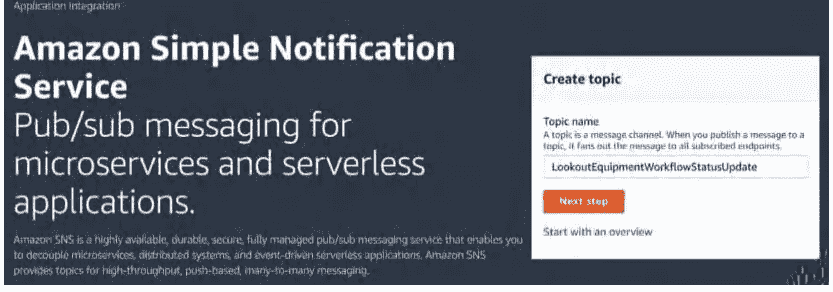 Application Integration
Amazon Simple Notification
Service
Pub/sub messaging for
microservices and serverless
applications.
Amazon SNS is a highly available, durable, secure, fully managed pub/sub messaging service that enables you
to decouple microservices, distributed systems, and event-driven serverless applications. Amazon SNS
provides topics for high-throughput, push-based, many-to-many messaging.
Create topic
Topic name
A topic is a message channel. When you publish a message to a
topic, it fans out the message to all subscribed endpoints.
LookoutEquipmentWorkflowStatusUpdate
Next step
Start with an overview